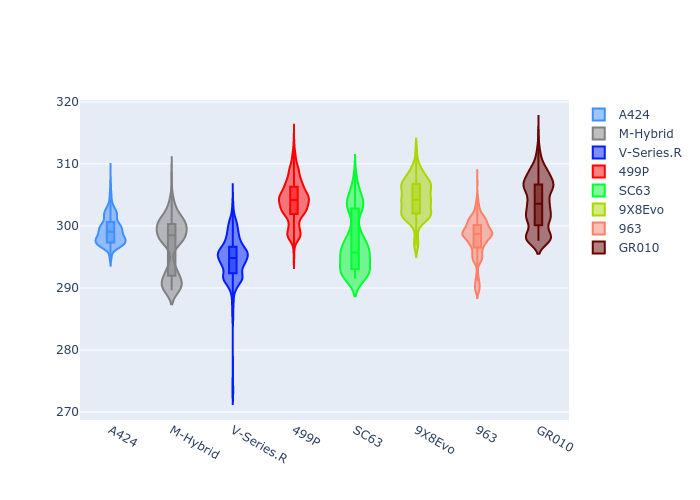 320
310
300
290
280
270
A424
M-Hybrid
V-Series.R
499P
SC63
9X8Evo
963
GR010
A424
M-Hybrid
V-Series.R
499P
SC63
9X8Evo
963
GR010